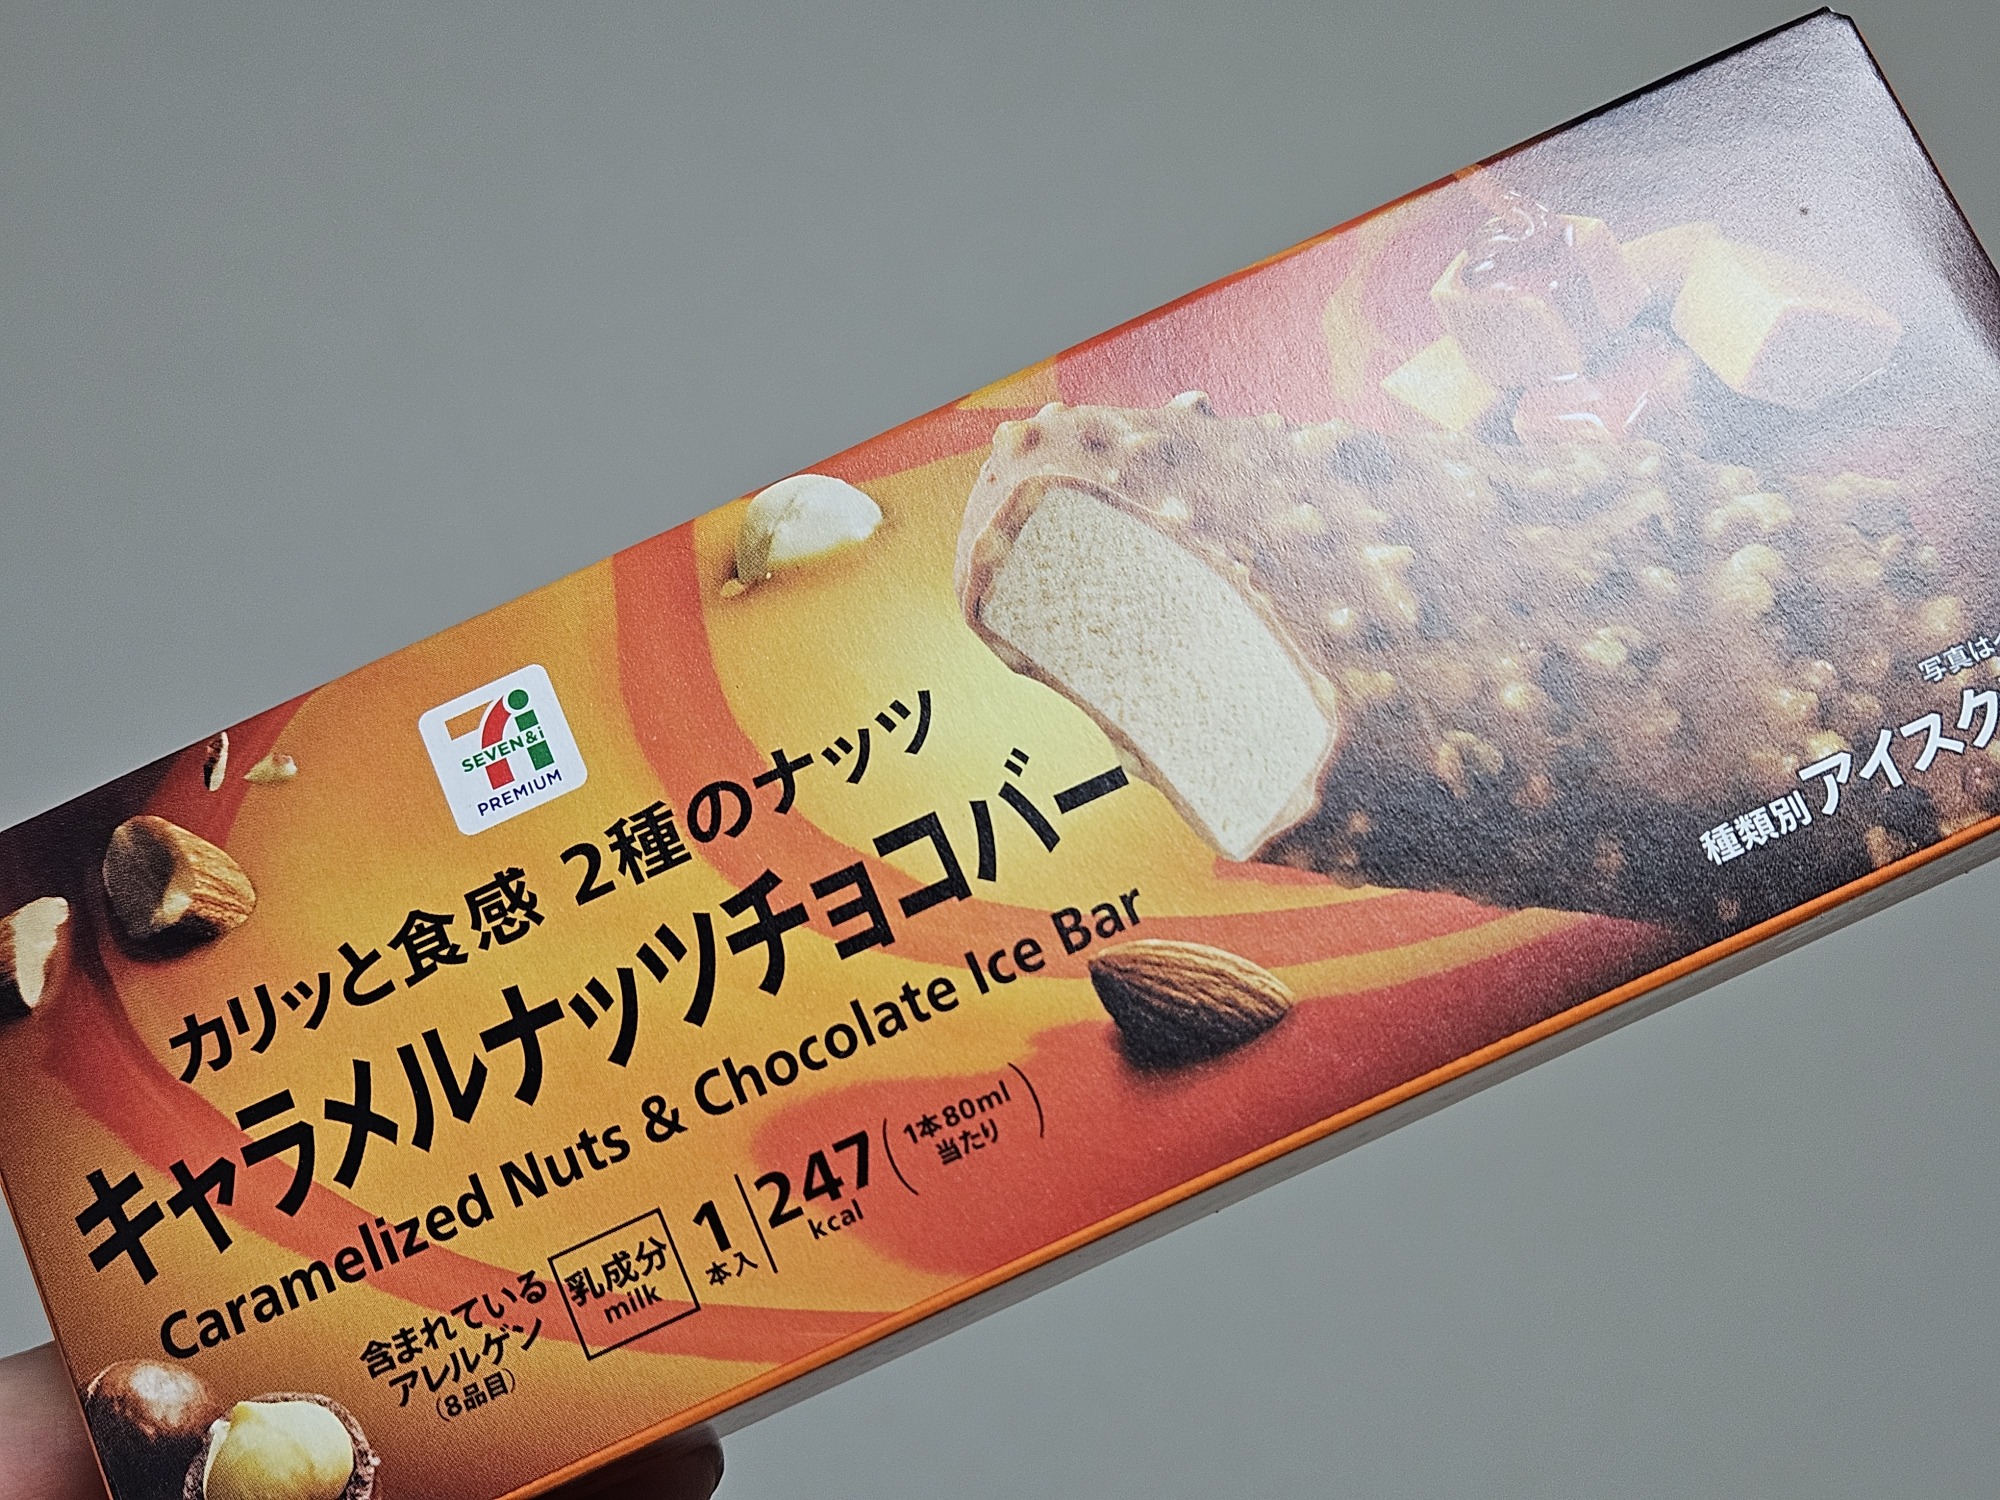 SEVEN&i
PREMIUM
カリッと食感 2種のナッツ
キャラメルナッツチョコバー
Caramelized Nuts & Chocolate Ice Bar
含まれている
アレルゲン
(8品目)
乳成分
milk
1
本入
247
kcal
(1本80ml
当たり)
写真は
種類別 アイスク